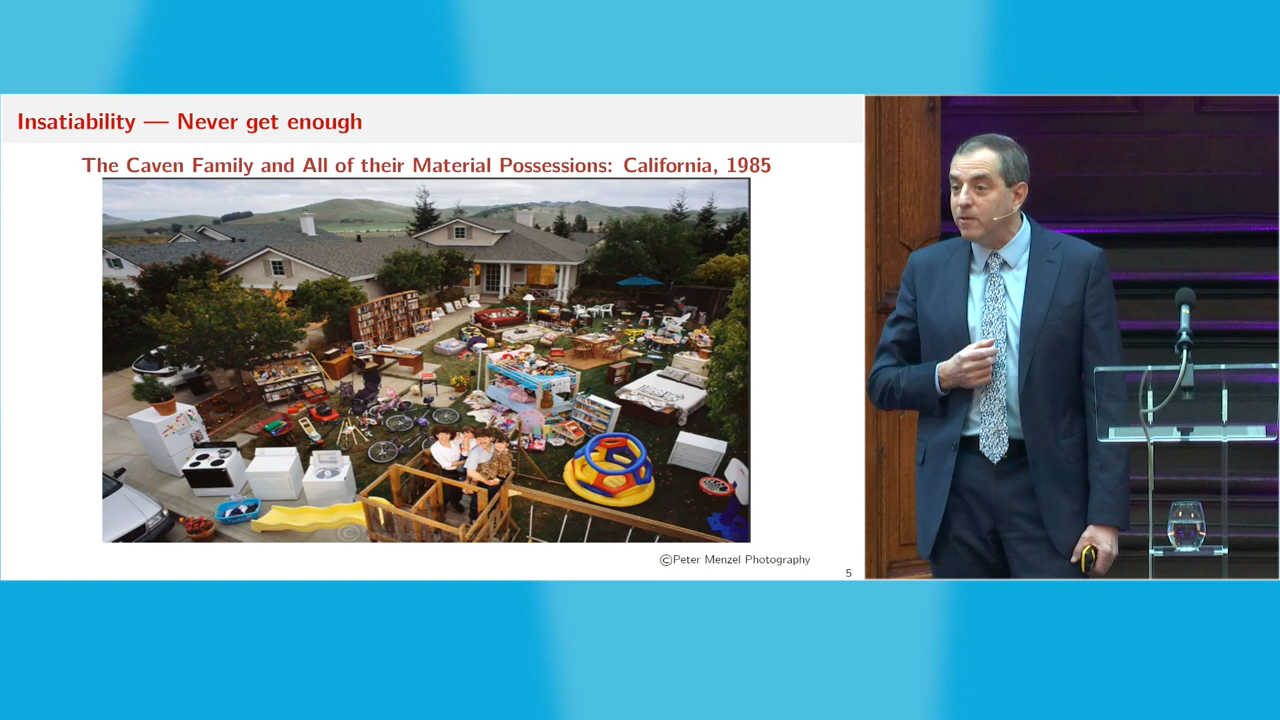 Insatiability — Never get enough
The Caven Family and All of their Material Possessions: California, 1985
©Peter Menzel Photography
5